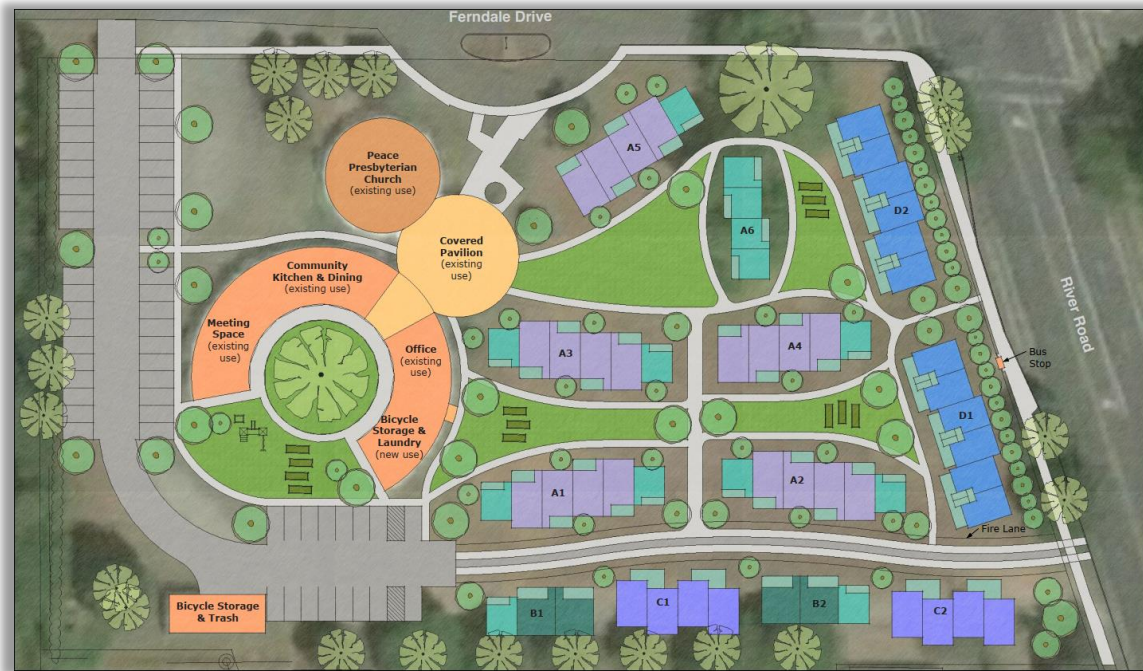 Ferndale Drive
Peace
Presbyterian
Church
(existing use)
Covered
Pavilion
(existing
use)
Community
Kitchen & Dining
(existing use)
Meeting
Space
(existing
use)
Office
(existing
use)
Bicycle
Storage &
Laundry
(new use)
A5
A6
D2
River Road
A3
A4
Bus
Stop
D1
A1
A2
Fire Lane
Bicycle Storage
& Trash
B1
C1
B2
C2